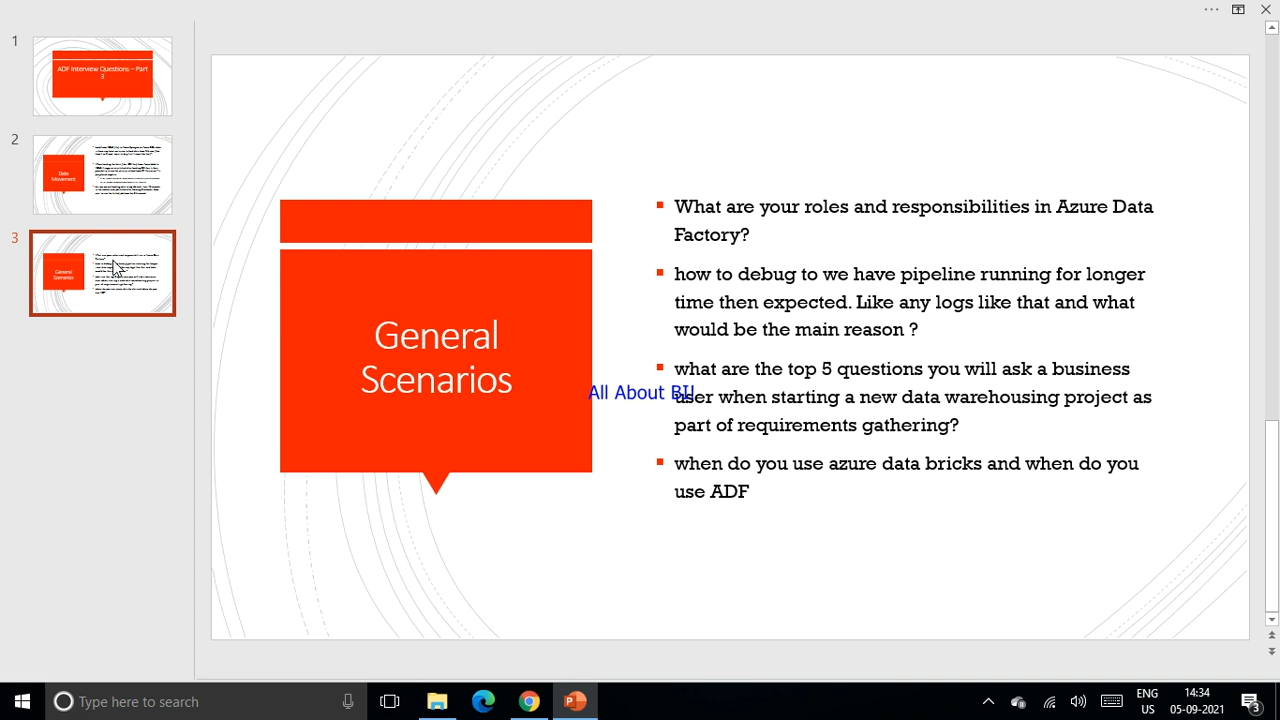 1
ADF Interview Questions – Part
3
2
Data
Movement
3
General
Scenarios
General
Scenarios
What are your roles and responsibilities in Azure Data
Factory?
how to debug to we have pipeline running for longer
time then expected. Like any logs like that and what
would be the main reason ?
what are the top 5 questions you will ask a business
user when starting a new data warehousing project as
part of requirements gathering?
when do you use azure data bricks and when do you
use ADF
All About BI!
Type here to search
ENG
US
14:34
05-09-2021
3